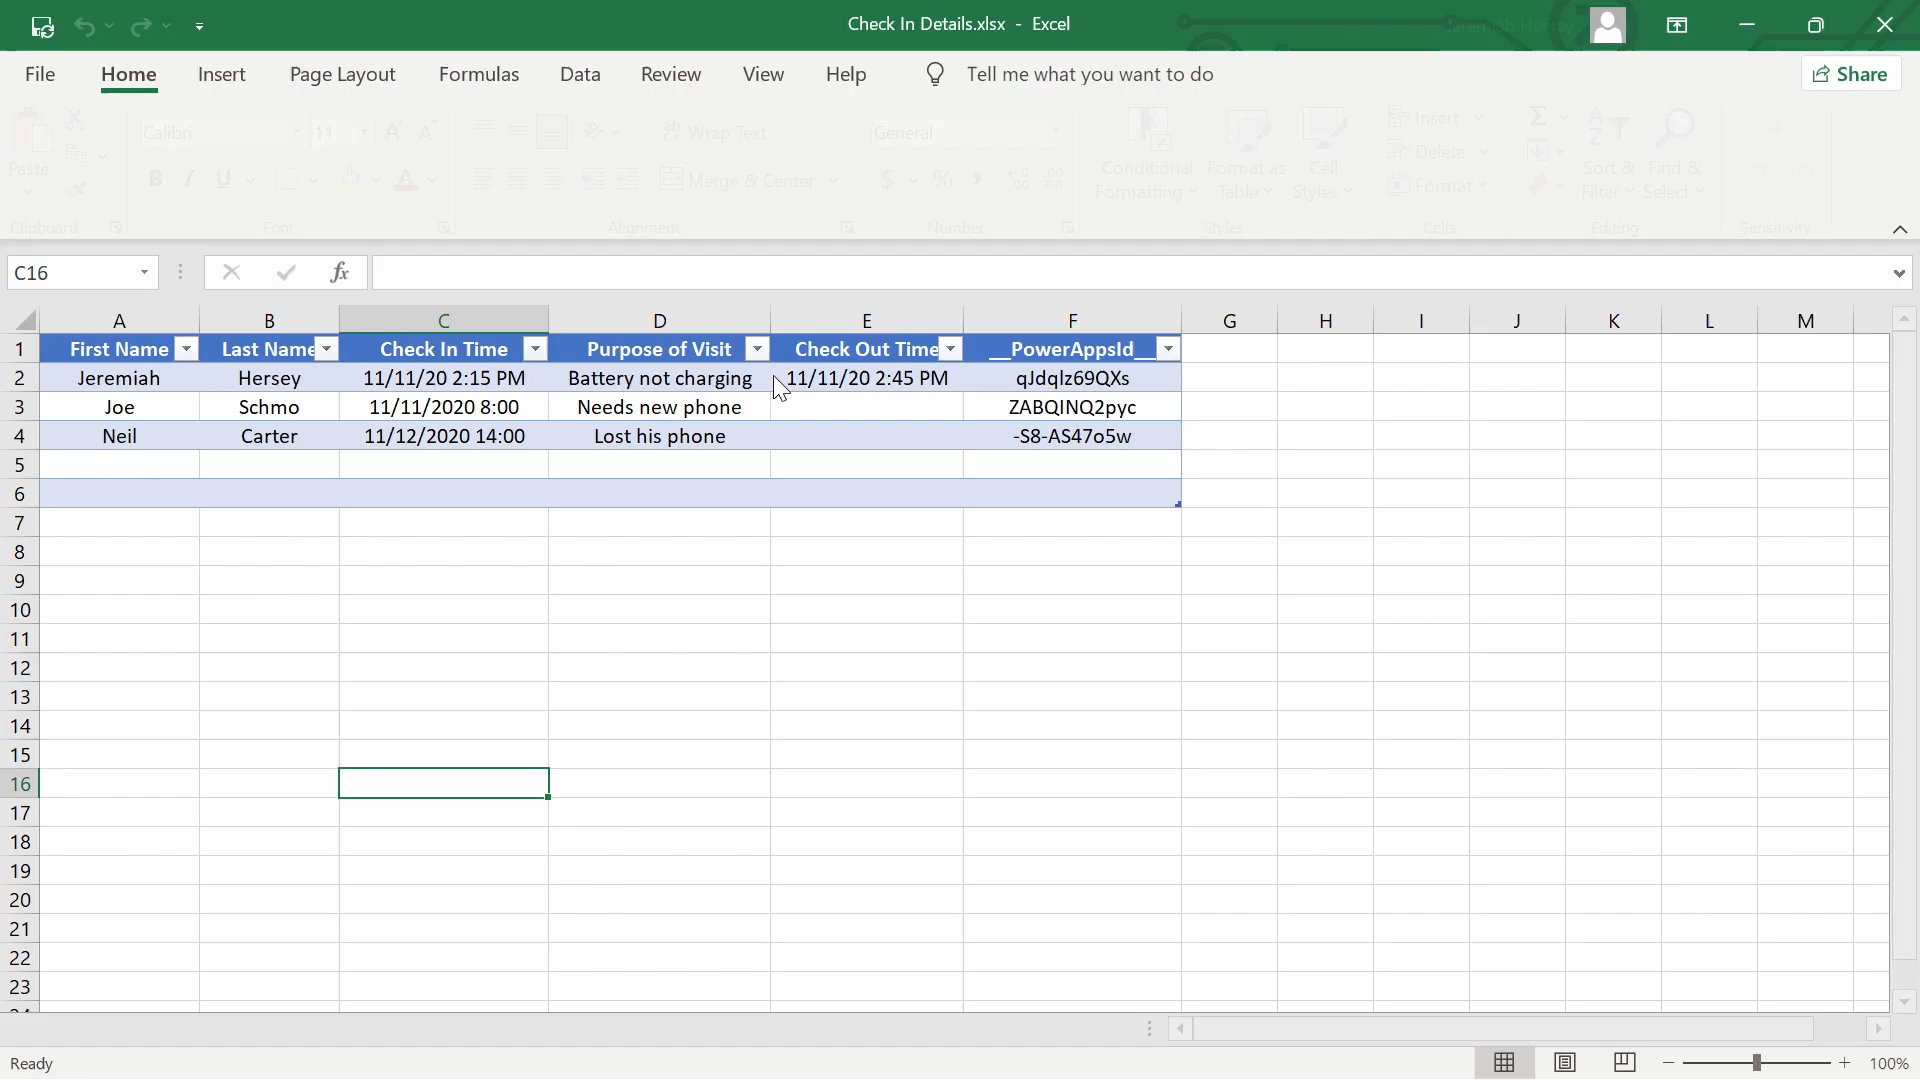 Check In Details.xlsx - Excel
File Home Insert Page Layout Formulas Data Review View Help Tell me what you want to do Share
Calibri 11 Wrap Text General Insert
Paste Conditional Format as Cell Delete Sort & Find &
B I U Merge & Center $ % Formatting Table Styles Format Filter Select
Clipboard Font Alignment Number Styles Cells Editing Sensitivity
C16 fx
A B C D E F G H I J K L M
1 First Name Last Name Check In Time Purpose of Visit Check Out Time __PowerAppsId__
2 Jeremiah Hersey 11/11/20 2:15 PM Battery not charging 11/11/20 2:45 PM qJdqlz69QXs
3 Joe Schmo 11/11/2020 8:00 Needs new phone ZABQINQ2pyc
4 Neil Carter 11/12/2020 14:00 Lost his phone -S8-AS47o5w
5
6
7
8
9
10
11
12
13
14
15
16
17
18
19
20
21
22
23
Ready 100%